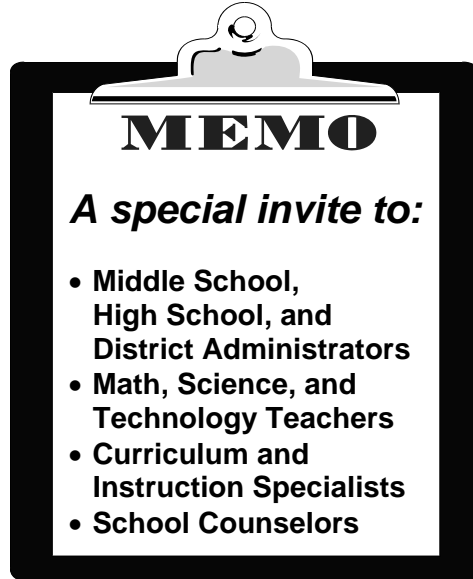 MEMO
A special invite to:
• Middle School,
High School, and
District Administrators
• Math, Science, and
Technology Teachers
• Curriculum and
Instruction Specialists
• School Counselors